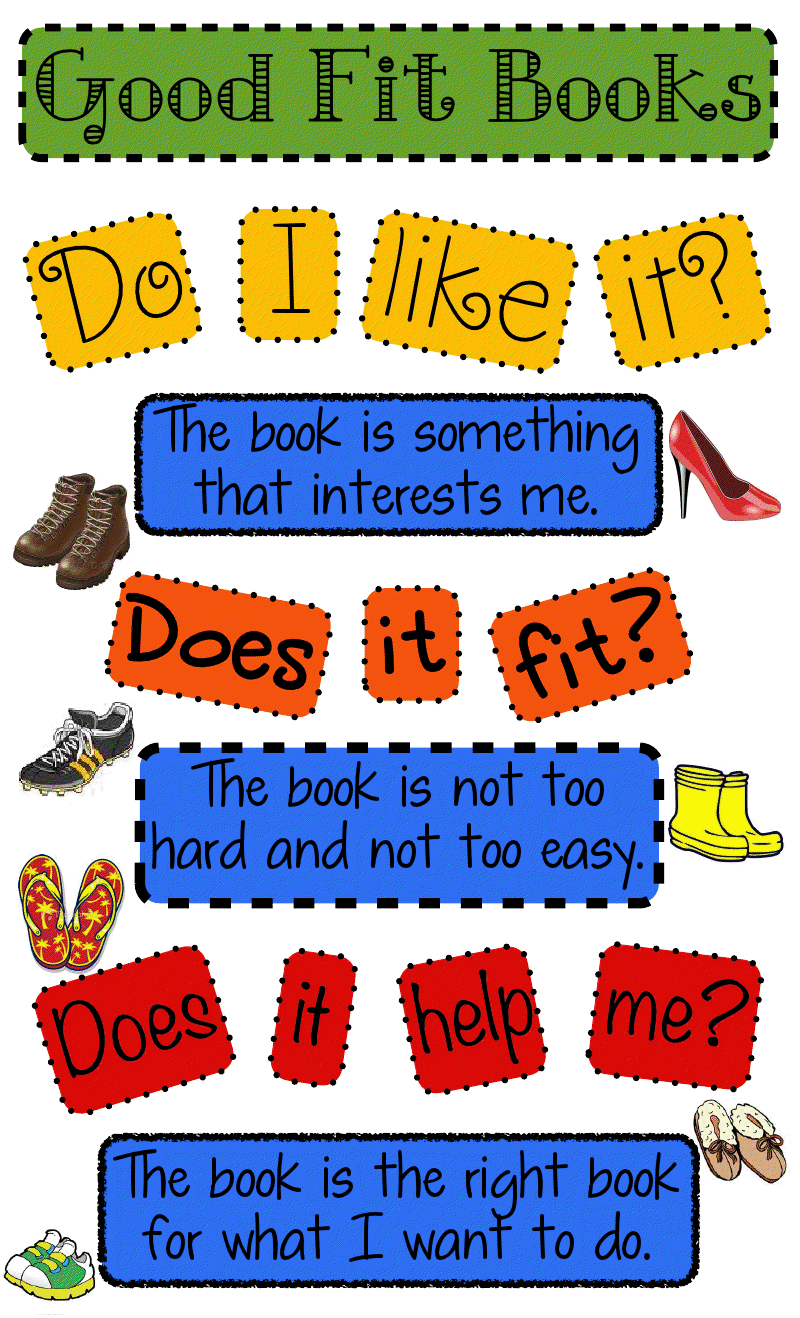 Good Fit Books
Do I like it?
The book is something
that interests me.
Does it fit?
The book is not too
hard and not too easy.
Does it help me?
The book is the right book
for what I want to do.